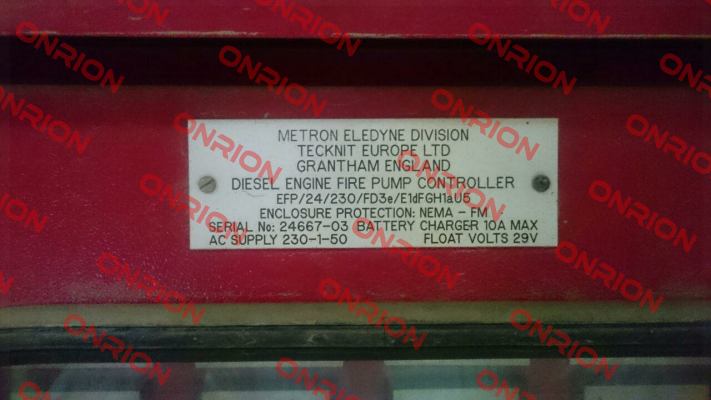 METRON ELEDYNE DIVISION
TECKNIT EUROPE LTD
GRANTHAM ENGLAND
DIESEL ENGINE FIRE PUMP CONTROLLER
EFP/24/230/FD3e/E1dFGH1aU5
ENCLOSURE PROTECTION: NEMA - FM
SERIAL No: 24667-03 BATTERY CHARGER 10A MAX
AC SUPPLY 230-1-50 FLOAT VOLTS 29V
ONRION